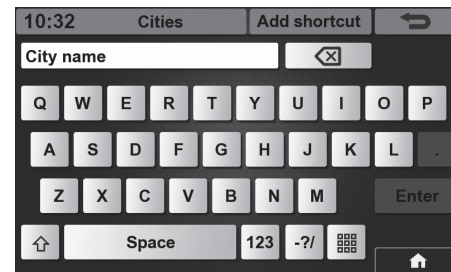 10:32 Cities Add shortcut
City name
Q W E R T Y U I O P
A S D F G H J K L .
Z X C V B N M Enter
Space 123 -?/